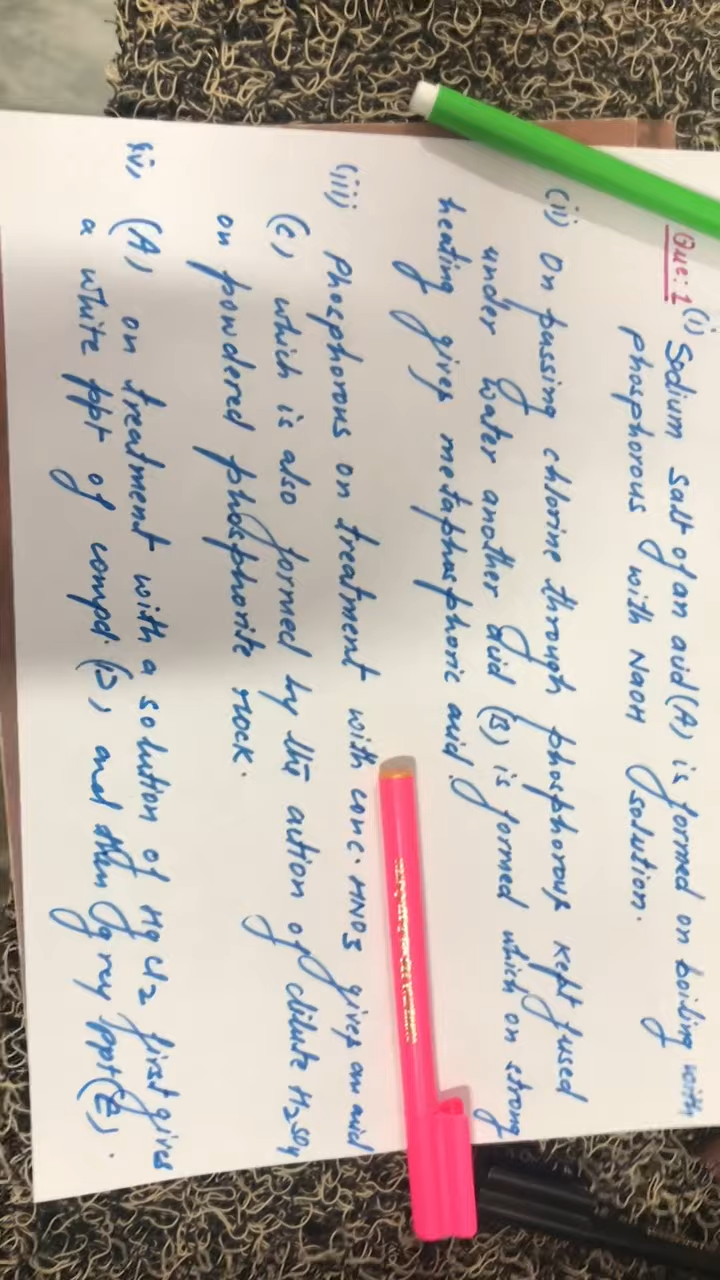 Que:1 (i) Sodium salt of an acid (A) is formed on boiling with
phosphorous with NaOH solution.
(ii) On passing chlorine through phosphorus kept fused
under water another acid (B) is formed which on strong
heating gives metaphosphoric acid.
(iii) Phosphorous on treatment with conc. HNO3 gives an acid
(C), which is also formed by the action of dilute H2SO4
on powdered phosphorite rock.
iv, (A), on treatment with a solution of HgCl2 first gives
a white ppt of compd. (D), and then grey ppt (E).